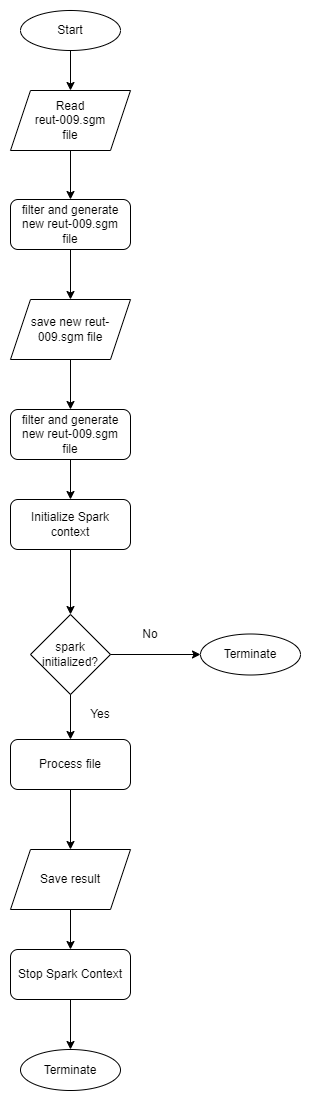 Start
Read
reut-009.sgm
file
filter and generate
new reut-009.sgm
file
save new reut-
009.sgm file
filter and generate
new reut-009.sgm
file
Initialize Spark
context
spark
initialized?
No
Terminate
Yes
Process file
Save result
Stop Spark Context
Terminate